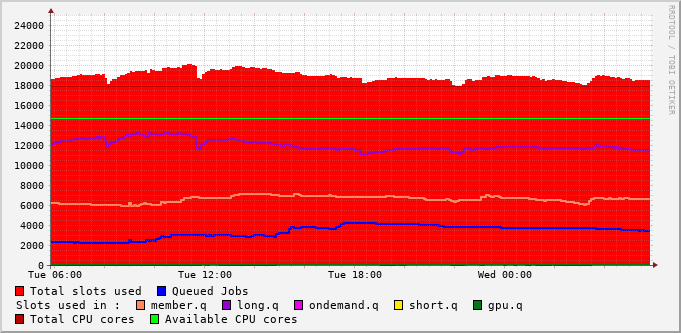 24000
22000
20000
18000
16000
14000
12000
10000
8000
6000
4000
2000
0
Tue 06:00 Tue 12:00 Tue 18:00 Wed 00:00
Total slots used Queued Jobs
Slots used in : member.q long.q ondemand.q short.q gpu.q
Total CPU cores Available CPU cores
RRDTOOL / TOBI OETIKER